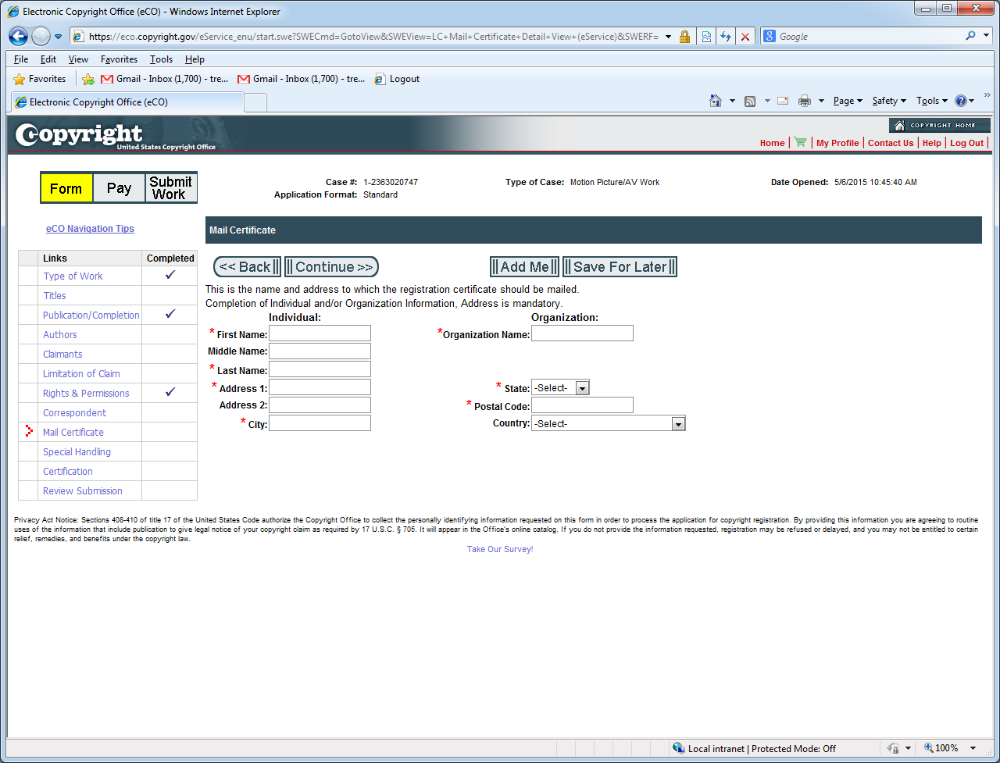 Electronic Copyright Office (eCO) - Windows Internet Explorer
https://eco.copyright.gov/eService_enu/start.swe?SWECmd=GotoView&SWEView=LC+Mail+Certificate+Detail+View+(eService)&SWERF=
Google
File Edit View Favorites Tools Help
Favorites Gmail - Inbox (1,700) - tre... Gmail - Inbox (1,700) - tre... Logout
Electronic Copyright Office (eCO)
Page Safety Tools
Copyright
United States Copyright Office
COPYRIGHT HOME
Home | | My Profile | Contact Us | Help | Log Out |
Form Pay Submit Work
Case #: 1-2363020747 Type of Case: Motion Picture/AV Work Date Opened: 5/6/2015 10:45:40 AM
Application Format: Standard
eCO Navigation Tips
Mail Certificate
Links Completed
Type of Work ✓
Titles
Publication/Completion ✓
Authors
Claimants
Limitation of Claim
Rights & Permissions ✓
Correspondent
Mail Certificate
Special Handling
Certification
Review Submission
<< Back Continue >> Add Me Save For Later
This is the name and address to which the registration certificate should be mailed.
Completion of Individual and/or Organization Information, Address is mandatory.
Individual: Organization:
* First Name: *Organization Name:
Middle Name:
* Last Name:
* Address 1: * State: -Select-
Address 2: * Postal Code:
* City: Country: -Select-
Privacy Act Notice: Sections 408-410 of title 17 of the United States Code authorize the Copyright Office to collect the personally identifying information requested on this form in order to process the application for copyright registration. By providing this information you are agreeing to routine
uses of the information that include publication to give legal notice of your copyright claim as required by 17 U.S.C. § 705. It will appear in the Office's online catalog. If you do not provide the information requested, registration may be refused or delayed, and you may not be entitled to certain
relief, remedies, and benefits under the copyright law.
Take Our Survey!
Local intranet | Protected Mode: Off 100%